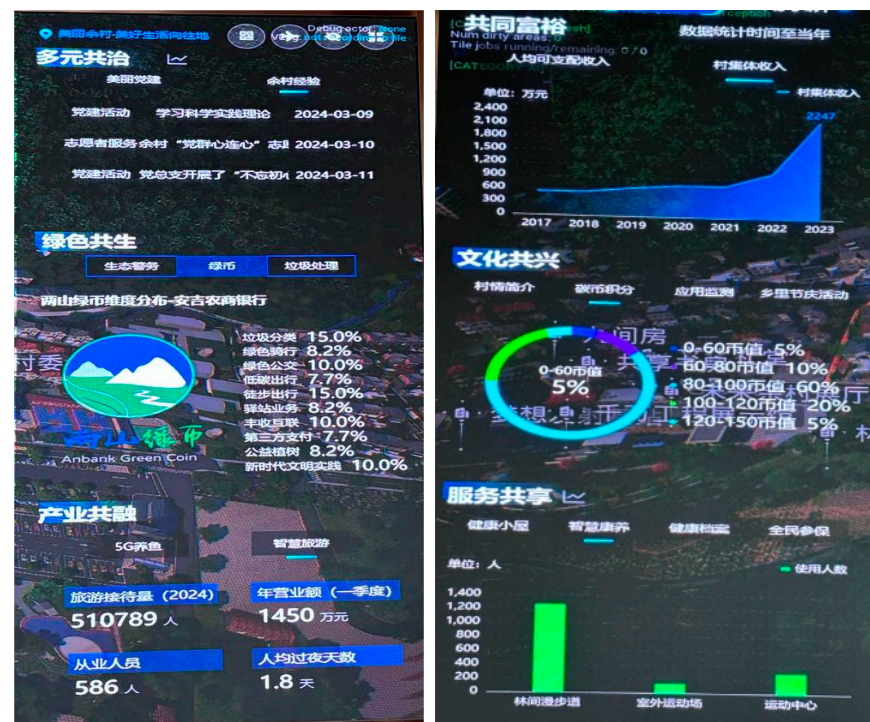 美丽余村·美好生活向往地
Debug actor: None
多元共治
美丽党建 余村经验
党建活动 学习科学实践理论 2024-03-09
志愿者服务 余村“党群心连心”志愿 2024-03-10
党建活动 党总支开展了“不忘初心 2024-03-11
绿色共生
生态警务 绿币 垃圾处理
两山绿币维度分布-安吉农商银行
垃圾分类 15.0%
绿色骑行 8.2%
绿色公交 10.0%
低碳出行 7.7%
徒步出行 15.0%
驿站业务 8.2%
丰收互联 10.0%
第三方支付 7.7%
公益植树 8.2%
新时代文明实践 10.0%
村委
两山绿币
Anbank Green Coin
产业共融
5G养鱼 智慧旅游
旅游接待量（2024） 年营业额（一季度）
510789 人 1450 万元
从业人员 人均过夜天数
586 人 1.8 天
共同富裕
数据统计时间至当年
Num dirty areas: 0
Tile jobs running/remaining: 0 / 0
人均可支配收入 村集体收入
单位：万元 村集体收入
2247
2,400
2,100
1,800
1,500
1,200
900
600
300
0
2017 2018 2019 2020 2021 2022 2023
文化共兴
村情简介 碳币积分 应用监测 乡里节庆活动
0-60币值
5%
0-60币值 5%
60-80币值 10%
80-100币值 60%
100-120币值 20%
120-150币值 5%
服务共享
健康小屋 智慧康养 健康档案 全民参保
单位：人 使用人数
1,400
1,200
1,000
800
600
400
200
0
林间漫步道 室外运动场 运动中心